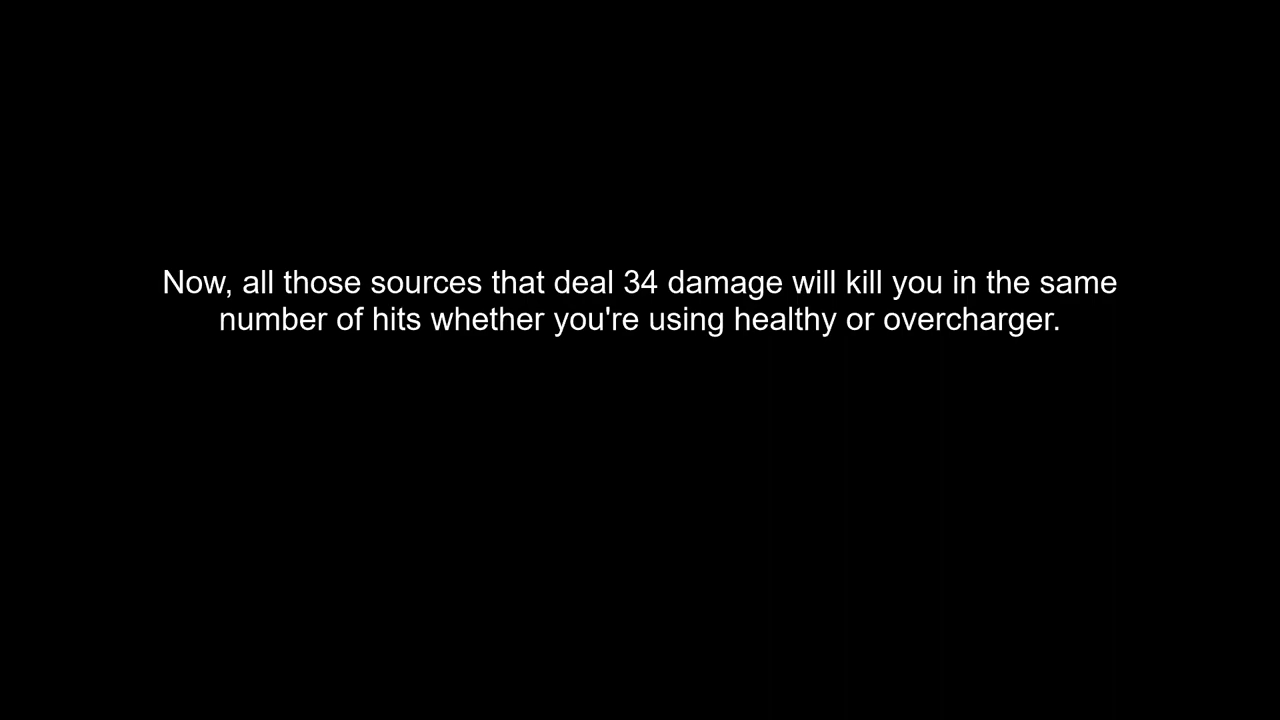 Now, all those sources that deal 34 damage will kill you in the same
number of hits whether you're using healthy or overcharger.